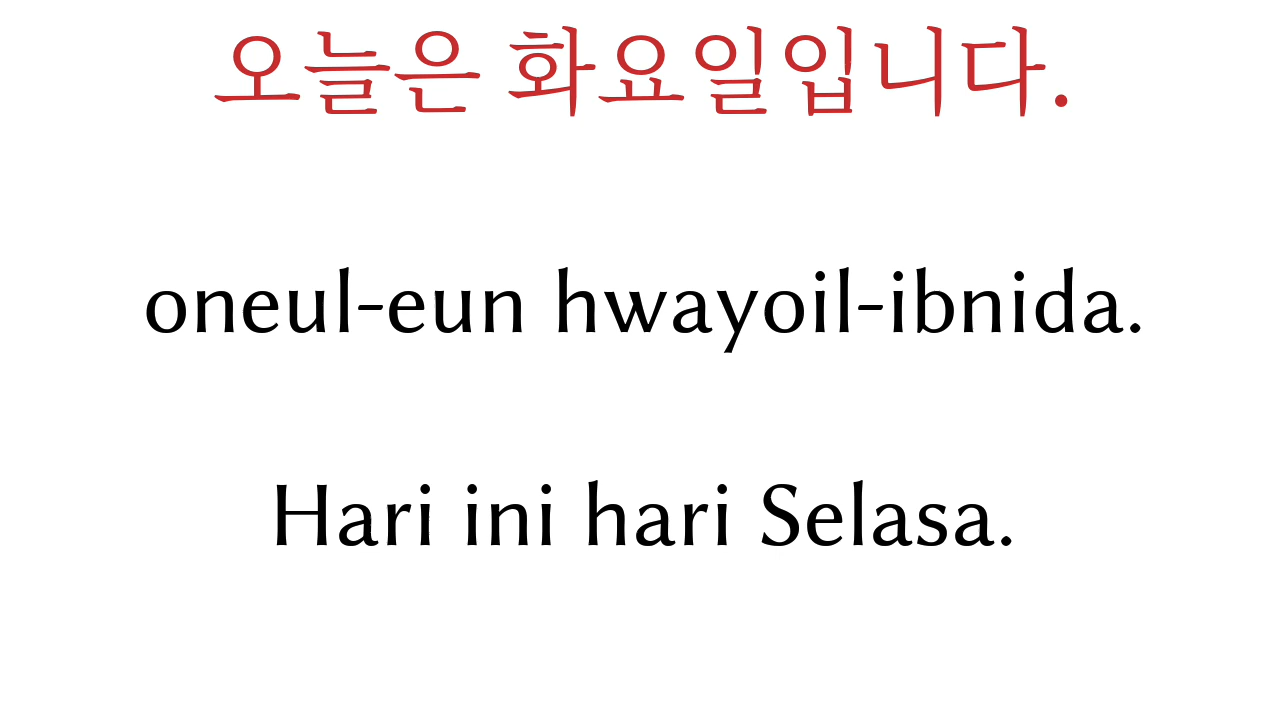 오늘은 화요일입니다.
oneul-eun hwayoil-ibnida.
Hari ini hari Selasa.